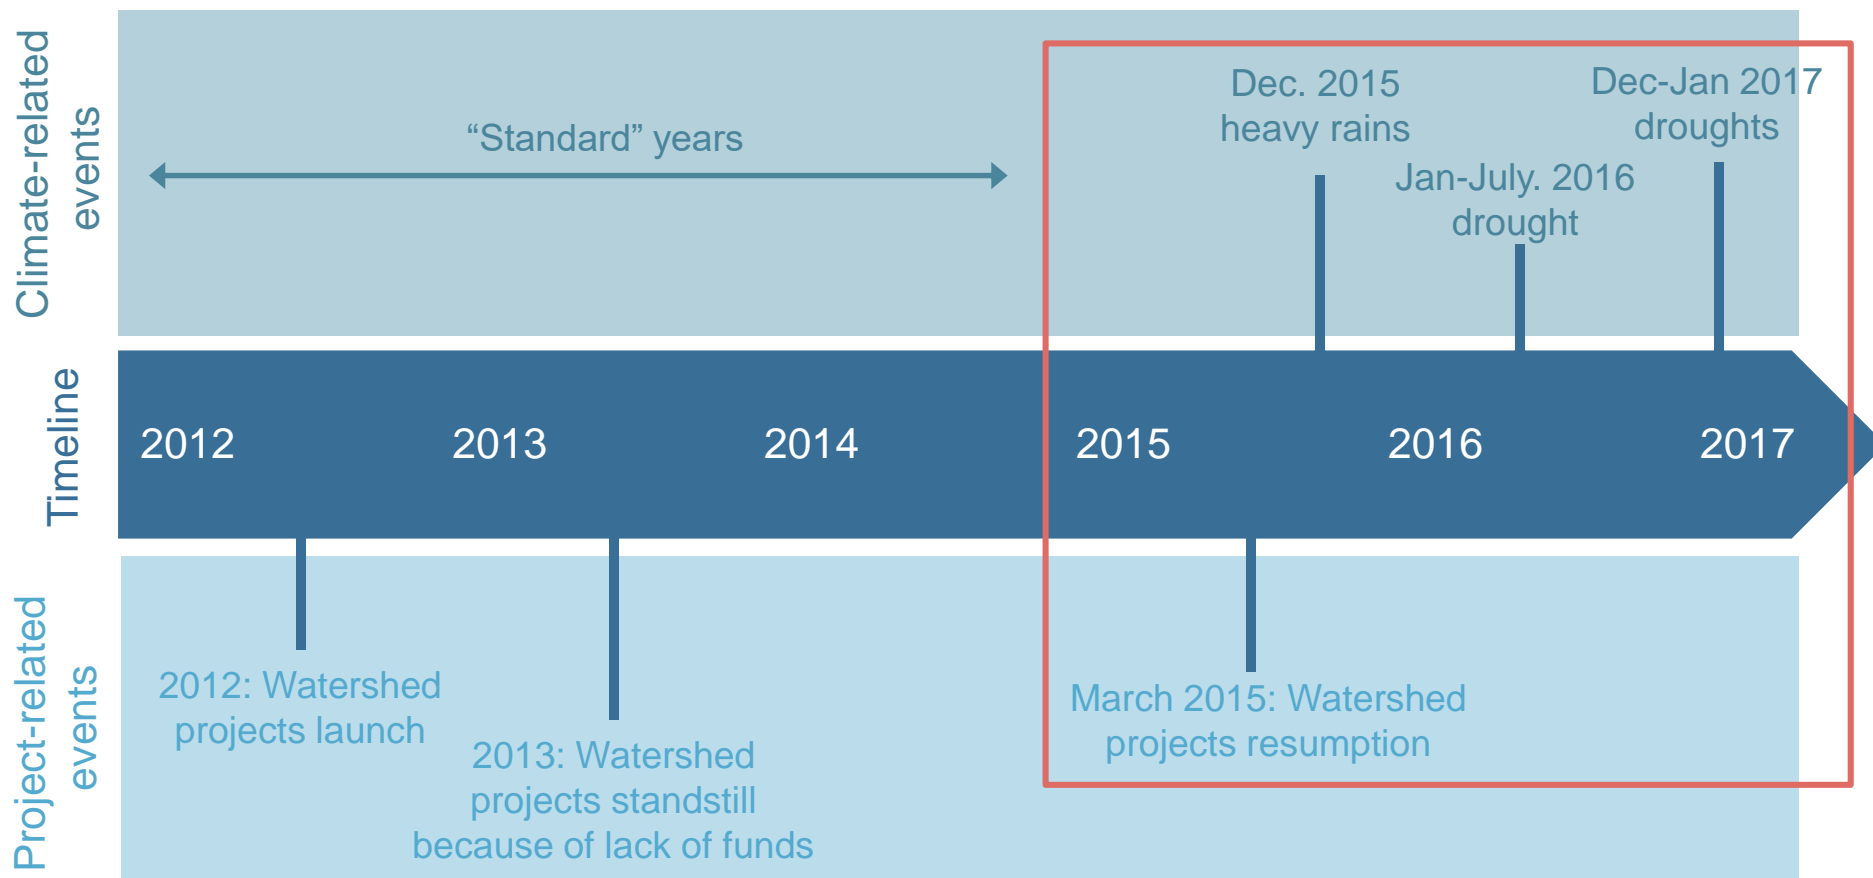 Climate-related
events
“Standard” years
Dec. 2015
heavy rains
Jan-July. 2016
drought
Dec-Jan 2017
droughts
Timeline
2012
2013
2014
2015
2016
2017
Project-related
events
2012: Watershed
projects launch
2013: Watershed
projects standstill
because of lack of funds
March 2015: Watershed
projects resumption